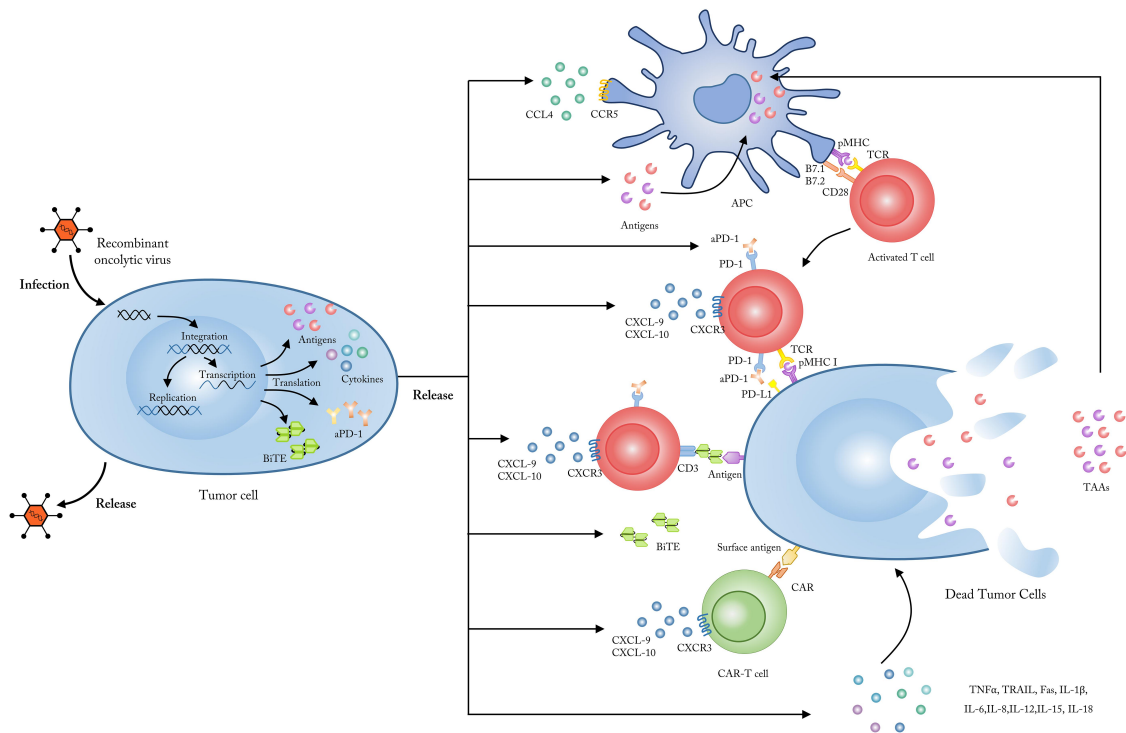 Recombinant
oncolytic virus
Infection
Integration
Transcription
Replication
Translation
Antigens
Cytokines
aPD-1
BiTE
Tumor cell
Release
Release
CCL4
CCR5
Antigens
APC
pMHC
TCR
B7.1
B7.2
CD28
Activated T cell
aPD-1
PD-1
CXCL-9
CXCL-10
CXCR3
TCR
PD-1
pMHC I
aPD-1
PD-L1
CXCL-9
CXCL-10
CXCR3
CD3
Antigen
BiTE
Surface antigen
CAR
CXCL-9
CXCL-10
CXCR3
CAR-T cell
TAAs
Dead Tumor Cells
TNFα, TRAIL, Fas, IL-1β,
IL-6,IL-8,IL-12,IL-15, IL-18